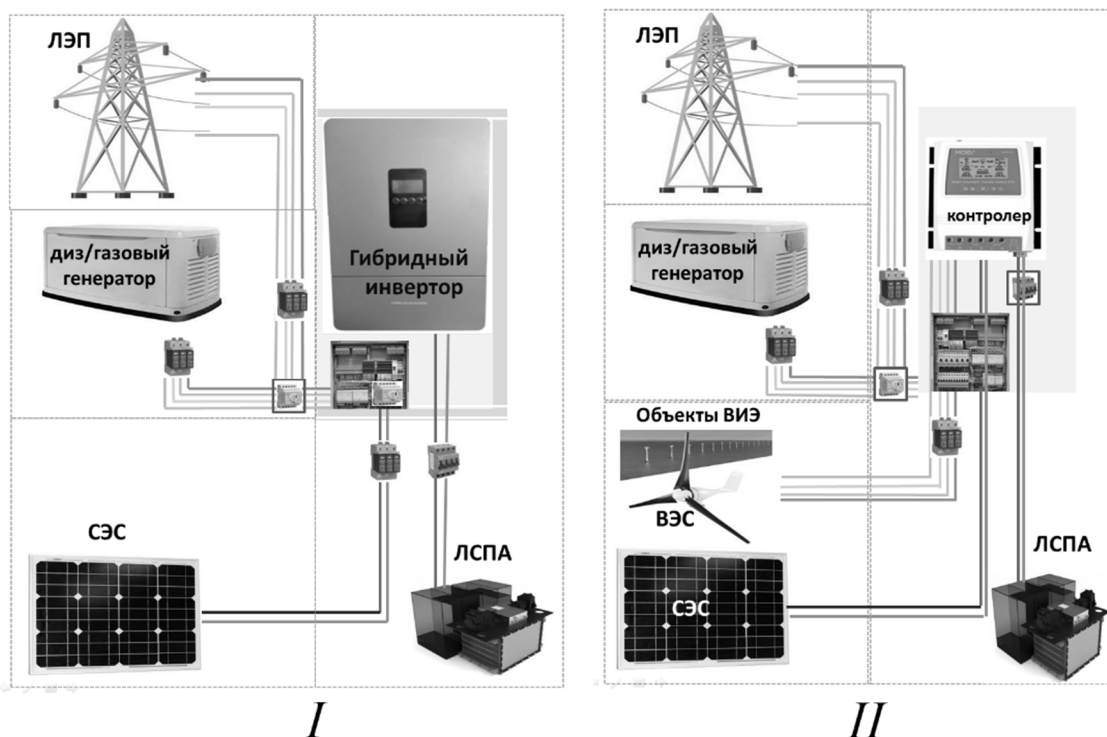 ЛЭП
диз/газовый
генератор
Гибридный
инвертор
СЭС
ЛСПА
I
ЛЭП
диз/газовый
генератор
контролер
Объекты ВИЭ
ВЭС
СЭС
ЛСПА
II